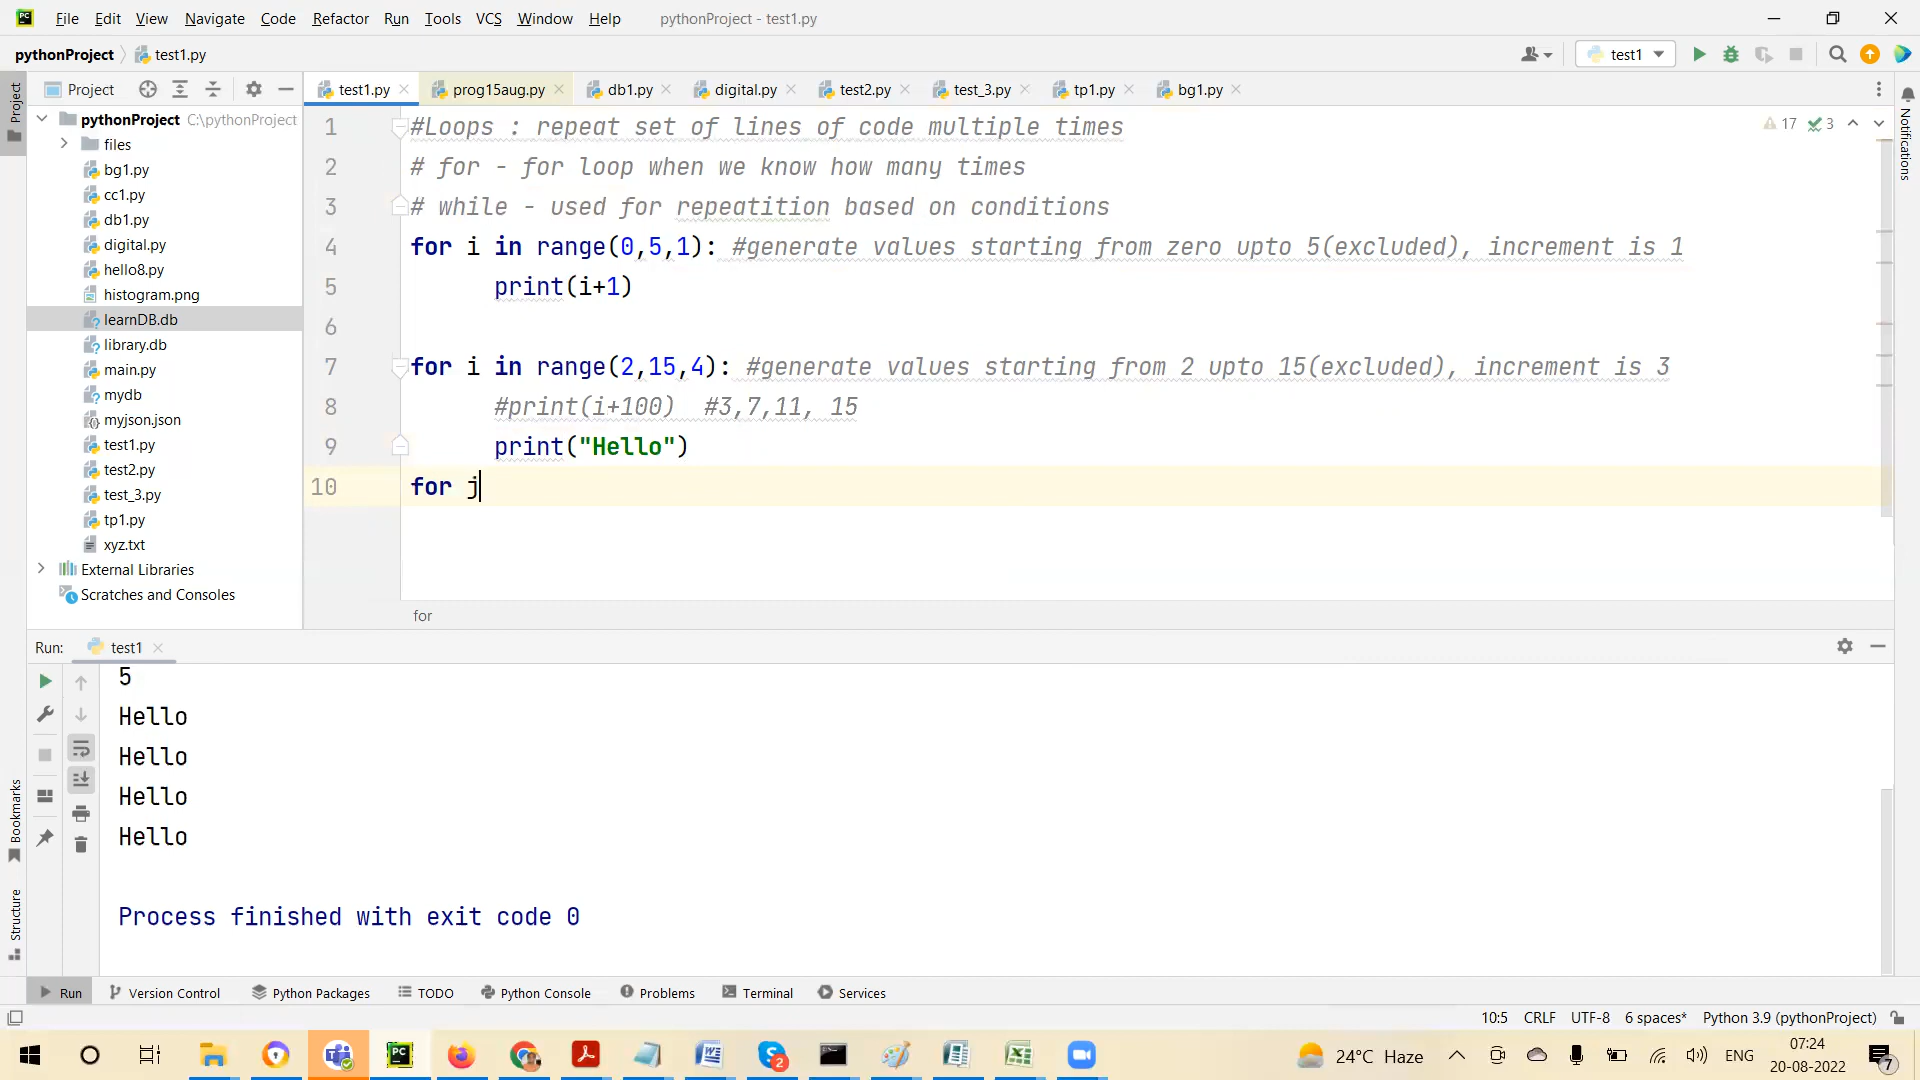 File Edit View Navigate Code Refactor Run Tools VCS Window Help pythonProject - test1.py
pythonProject test1.py test1
Project test1.py prog15aug.py db1.py digital.py test2.py test_3.py tp1.py bg1.py
Project
Notifications
pythonProject C:\pythonProject
files
bg1.py
cc1.py
db1.py
digital.py
hello8.py
histogram.png
learnDB.db
library.db
main.py
mydb
myjson.json
test1.py
test2.py
test_3.py
tp1.py
xyz.txt
External Libraries
Scratches and Consoles
17 3
1 #Loops : repeat set of lines of code multiple times
2 # for - for loop when we know how many times
3 # while - used for repeatition based on conditions
4 for i in range(0,5,1): #generate values starting from zero upto 5(excluded), increment is 1
5 print(i+1)
6
7 for i in range(2,15,4): #generate values starting from 2 upto 15(excluded), increment is 3
8 #print(i+100) #3,7,11, 15
9 print("Hello")
10 for j
for
Run: test1
5
Hello
Hello
Hello
Hello
Process finished with exit code 0
Bookmarks
Structure
Run Version Control Python Packages TODO Python Console Problems Terminal Services
10:5 CRLF UTF-8 6 spaces* Python 3.9 (pythonProject)
PC 2 24°C Haze ENG 07:24
20-08-2022 7